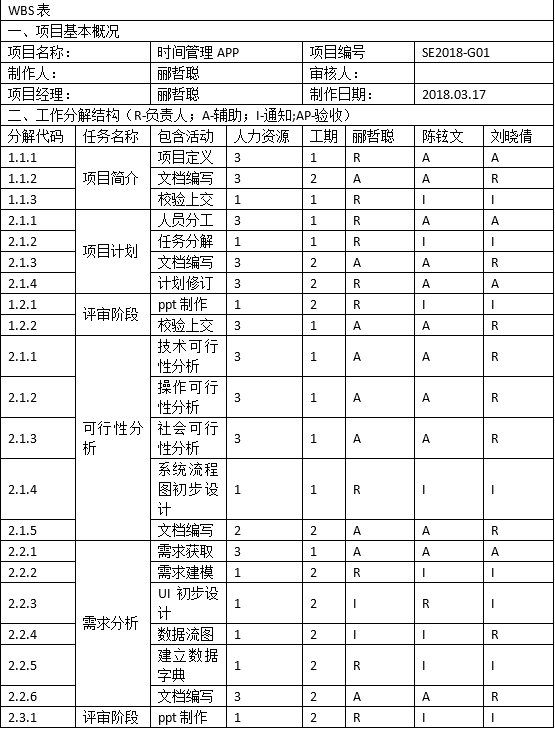 WBS 表
一、项目基本概况
项目名称： 时间管理 APP 项目编号 SE2018-G01
制作人： 郦哲聪 审核人：
项目经理： 郦哲聪 制作日期： 2018.03.17
二、工作分解结构（R-负责人；A-辅助；I-通知;AP-验收）
分解代码 任务名称 包含活动 人力资源 工期 郦哲聪 陈铉文 刘晓倩
1.1.1 项目简介 项目定义 3 1 R A A
1.1.2 文档编写 3 2 A A R
1.1.3 校验上交 1 1 R I I
2.1.1 项目计划 人员分工 3 1 R A A
2.1.2 任务分解 1 1 R I I
2.1.3 文档编写 3 2 A A R
2.1.4 计划修订 3 2 R A A
1.2.1 评审阶段 ppt 制作 1 2 R I I
1.2.2 校验上交 3 1 A A R
2.1.1 可行性分析 技术可行
性分析 3 1 A A R
2.1.2 操作可行
性分析 3 1 A A R
2.1.3 社会可行
性分析 3 1 A A R
2.1.4 系统流程
图初步设
计 1 1 R I I
2.1.5 文档编写 2 2 A A R
2.2.1 需求分析 需求获取 3 1 A A A
2.2.2 需求建模 1 2 R I I
2.2.3 UI 初步设
计 1 2 I R I
2.2.4 数据流图 1 2 I I R
2.2.5 建立数据
字典 1 2 R I I
2.2.6 文档编写 3 2 A A R
2.3.1 评审阶段 ppt 制作 1 2 R I I